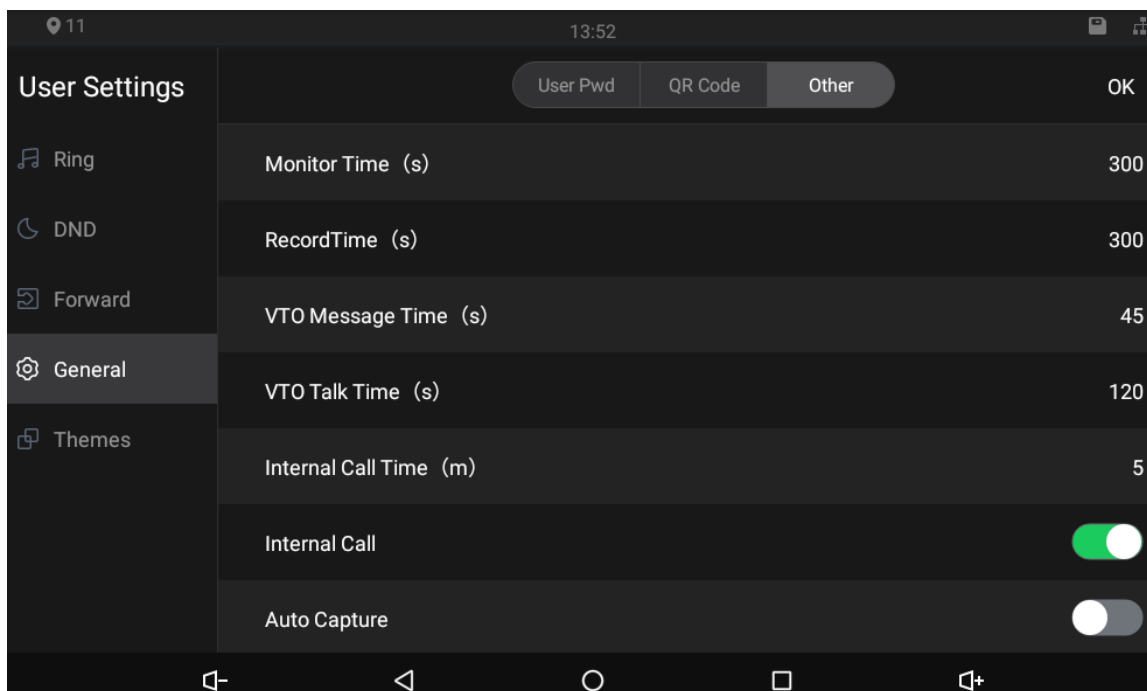 11
13:52
User Settings
User Pwd
QR Code
Other
OK
Ring
DND
Forward
General
Themes
Monitor Time（s） 300
RecordTime（s） 300
VTO Message Time（s） 45
VTO Talk Time（s） 120
Internal Call Time（m） 5
Internal Call
Auto Capture